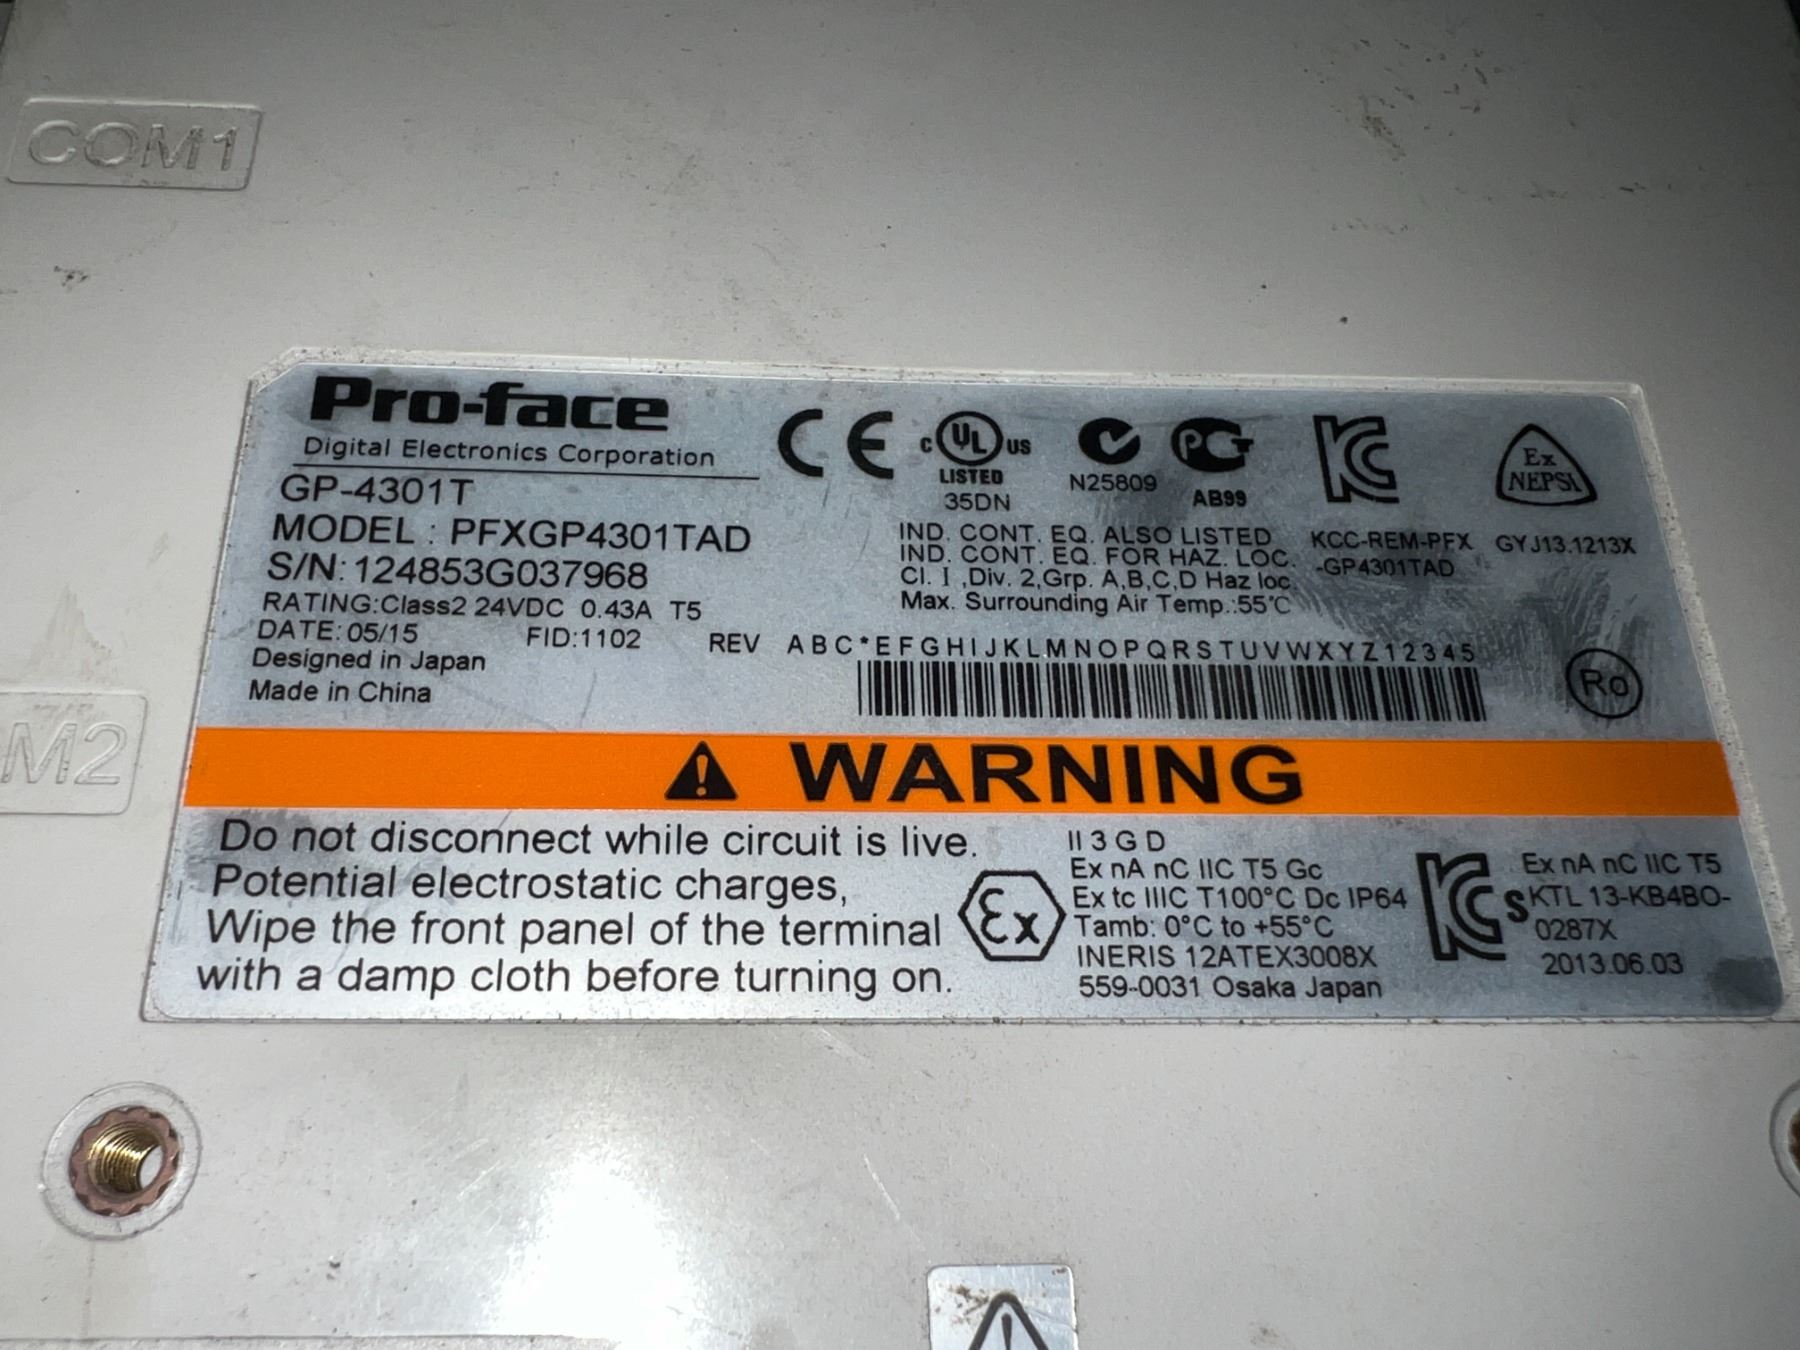 COM1
Pro-face
Digital Electronics Corporation
GP-4301T
MODEL : PFXGP4301TAD
S/N: 124853G037968
RATING:Class2 24VDC 0.43A T5
DATE: 05/15 FID:1102
Designed in Japan
Made in China
CE
C UL US
LISTED
35DN
N25809
PCT
AB99
KC
Ex
NEPSI
IND. CONT. EQ. ALSO LISTED
IND. CONT. EQ. FOR HAZ. LOC.
Cl. I ,Div. 2,Grp. A,B,C,D Haz loc.
Max. Surrounding Air Temp.:55°C
KCC-REM-PFX
-GP4301TAD
GYJ13.1213X
REV ABC*EFGHIJKLMNOPQRSTUVWXYZ12345
Ro
M2
WARNING
Do not disconnect while circuit is live.
Potential electrostatic charges,
Wipe the front panel of the terminal
with a damp cloth before turning on.
Ex
II 3 G D
Ex nA nC IIC T5 Gc
Ex tc IIIC T100°C Dc IP64
Tamb: 0°C to +55°C
INERIS 12ATEX3008X
559-0031 Osaka Japan
KCs
Ex nA nC IIC T5
KTL 13-KB4BO-
0287X
2013.06.03